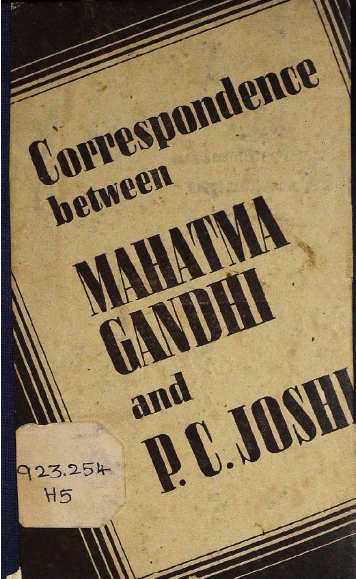 Correspondence
between
MAHATMA
GANDHI
and
P. C. JOSHI
923.254
H5